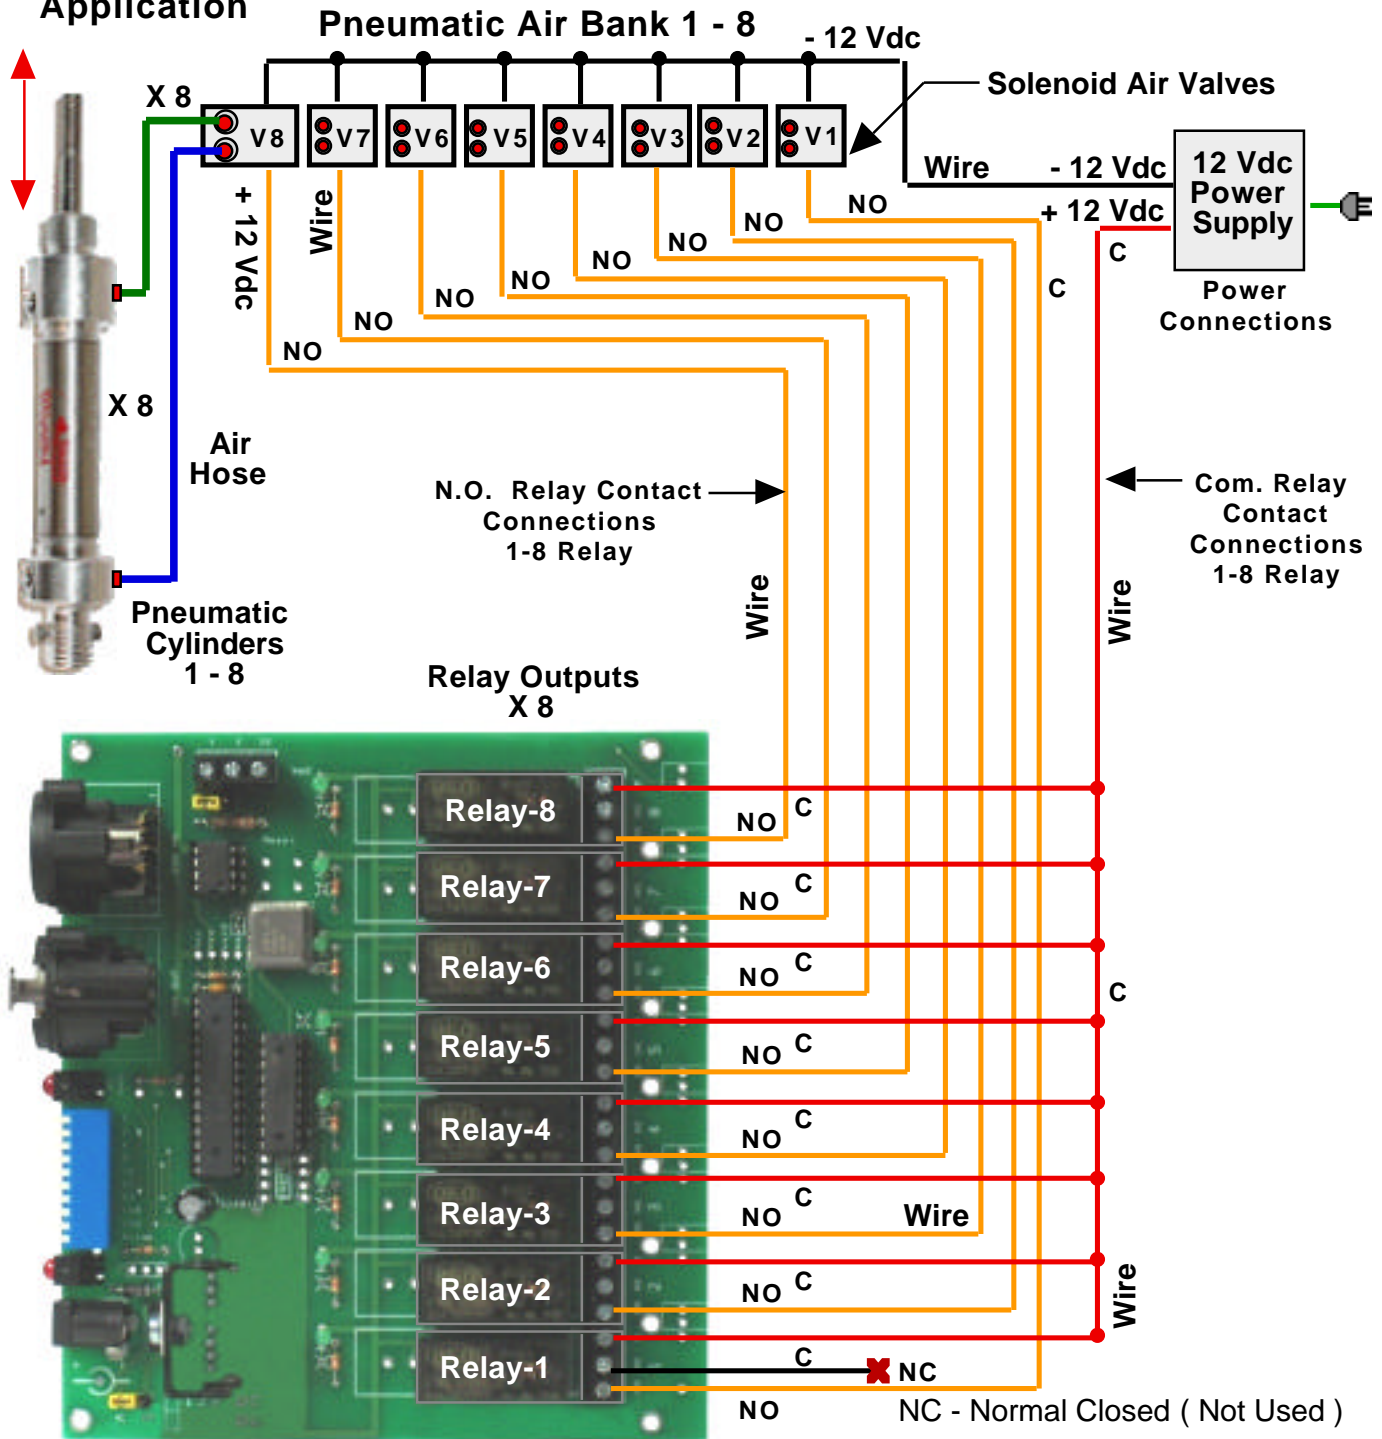 Application
Pneumatic Air Bank 1 - 8
- 12 Vdc
Solenoid Air Valves
X 8
V8
V7
V6
V5
V4
V3
V2
V1
Wire
- 12 Vdc
12 Vdc
Power
Supply
+ 12 Vdc
+ 12 Vdc
Wire
NO
NO
NO
NO
NO
NO
NO
NO
C
C
Power
Connections
X 8
Air
Hose
N.O. Relay Contact
Connections
1-8 Relay
Com. Relay
Contact
Connections
1-8 Relay
Wire
Wire
Pneumatic
Cylinders
1 - 8
Relay Outputs
X 8
Relay-8
NO
C
Relay-7
NO
C
Relay-6
NO
C
C
Relay-5
NO
C
Relay-4
NO
C
Relay-3
NO
C
Wire
Relay-2
NO
C
Wire
Relay-1
C
NC
NO
NC - Normal Closed ( Not Used )